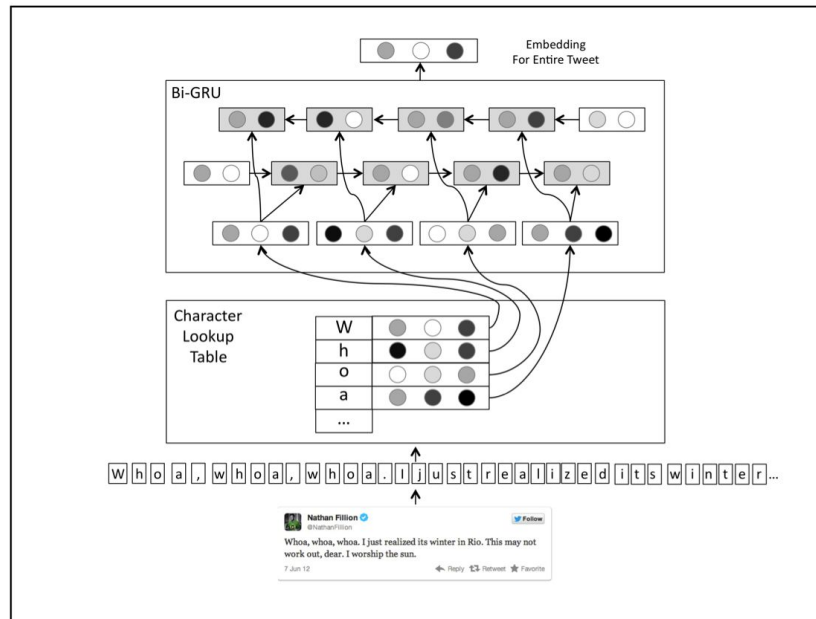 Embedding
For Entire Tweet
Bi-GRU
Character
Lookup
Table
W
h
o
a
...
W h o a , w h o a , w h o a . I j u s t r e a l i z e d i t s w i n t e r ...
Nathan Fillion
@NathanFillion
Follow
Whoa, whoa, whoa. I just realized its winter in Rio. This may not
work out, dear. I worship the sun.
7 Jun 12 Reply Retweet Favorite